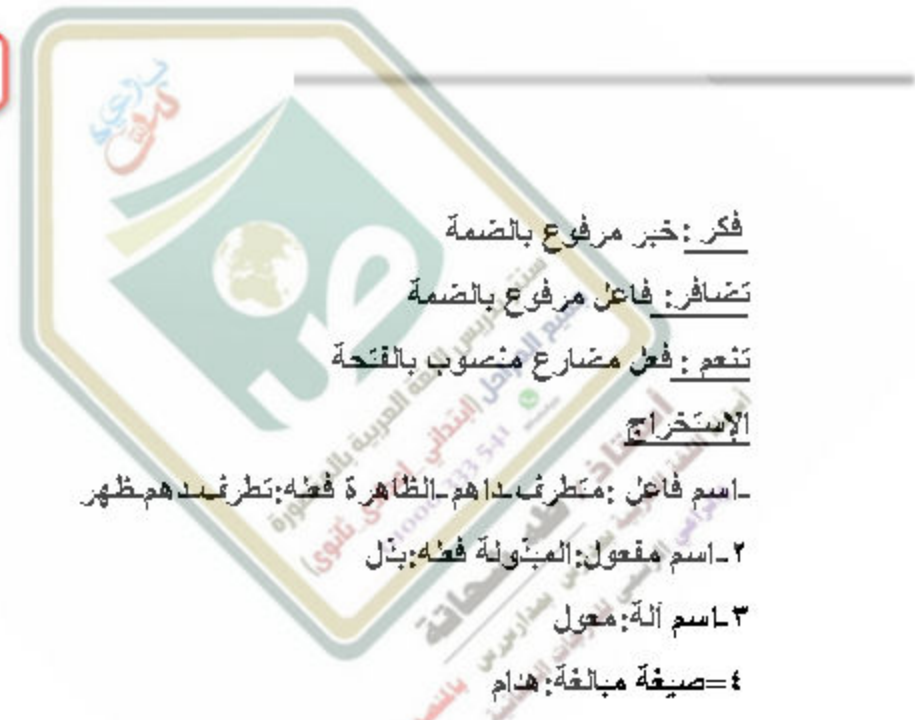 فكر :خبر مرفوع بالضمة
تضافر: فاعل مرفوع بالضمة
تنعم : فعل مضارع منصوب بالفتحة
الإستخراج
-اسم فاعل :متطرف-داهم-الظاهرة فعله:تطرف-دهم-ظهر
٢-اسم مفعول:المبذولة فعله:بذل
٣-اسم آلة:معول
٤=صيغة مبالغة:هدام